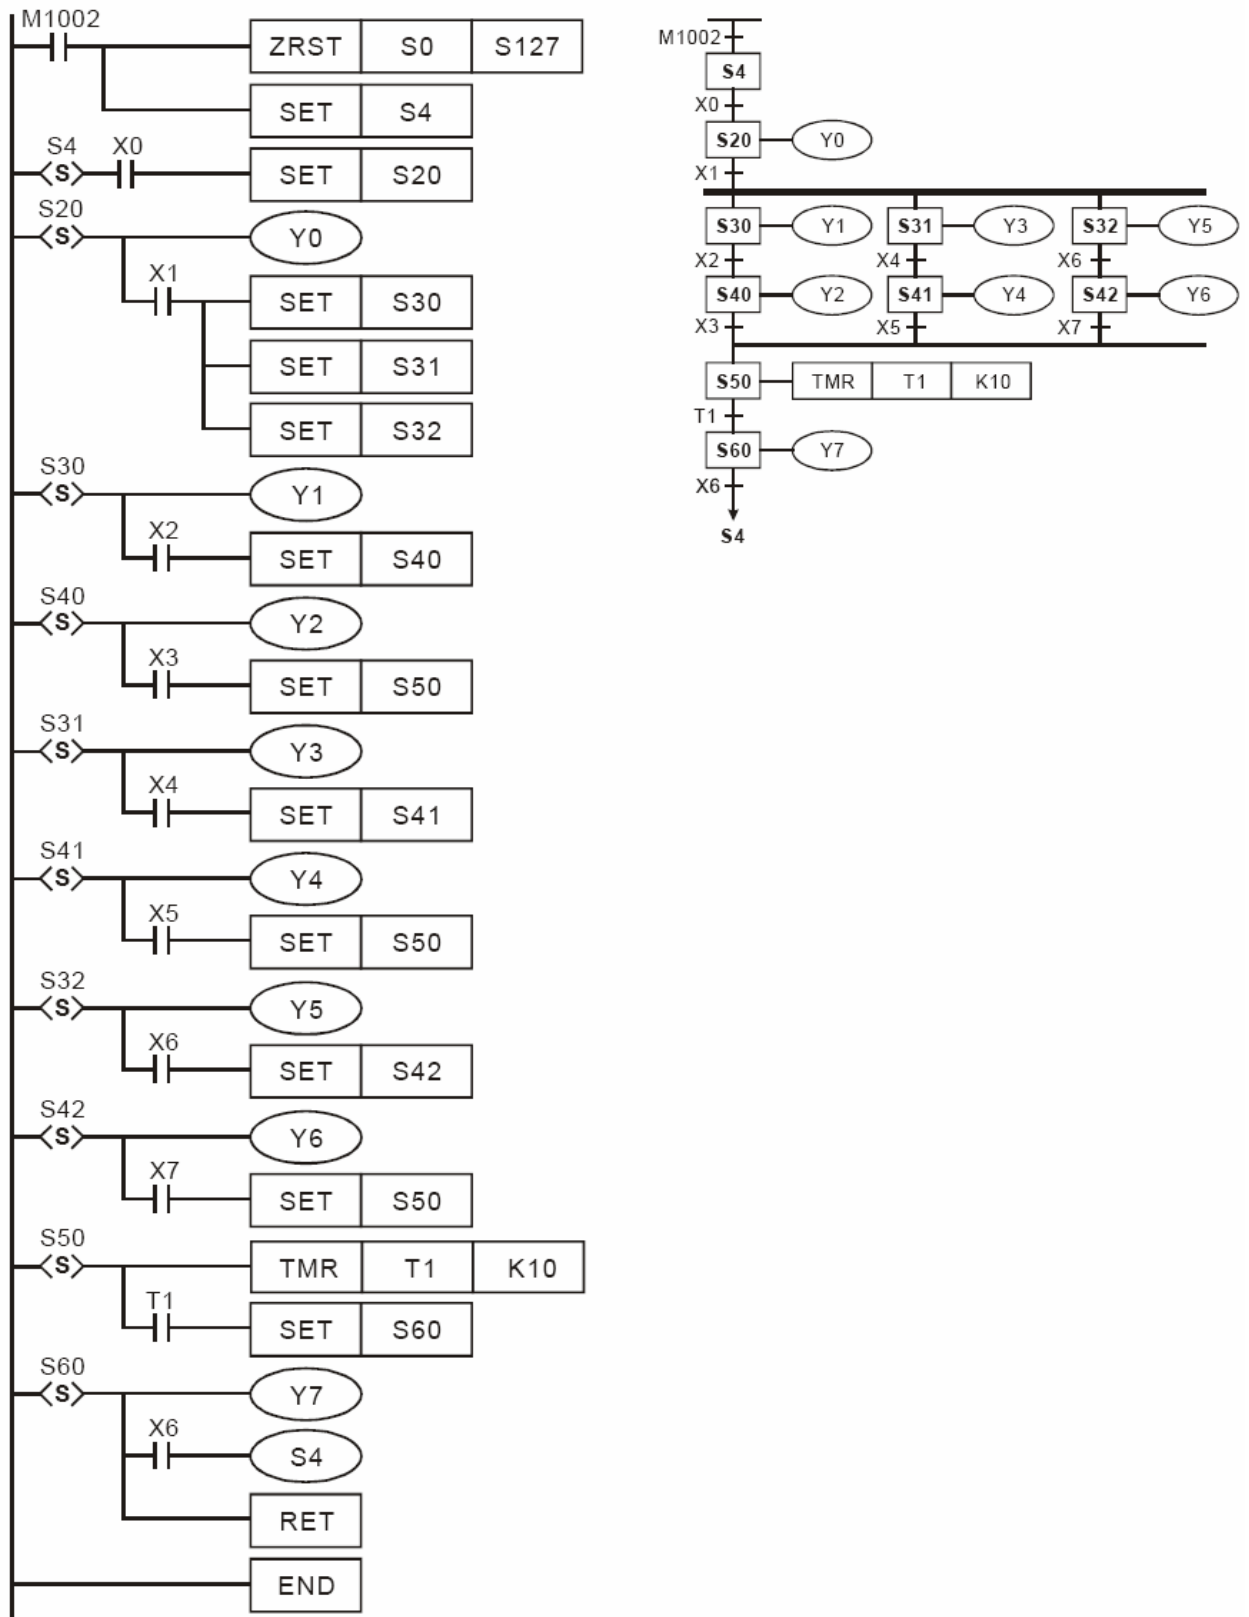 M1002
ZRST S0 S127
SET S4
S4 X0
S SET S20
S20
S Y0
X1
SET S30
SET S31
SET S32
S30
S Y1
X2
SET S40
S40
S Y2
X3
SET S50
S31
S Y3
X4
SET S41
S41
S Y4
X5
SET S50
S32
S Y5
X6
SET S42
S42
S Y6
X7
SET S50
S50
S TMR T1 K10
T1
SET S60
S60
S Y7
X6
S4
RET
END
M1002
S4
X0
S20 Y0
X1
S30 Y1 S31 Y3 S32 Y5
X2 X4 X6
S40 Y2 S41 Y4 S42 Y6
X3 X5 X7
S50 TMR T1 K10
T1
S60 Y7
X6
S4